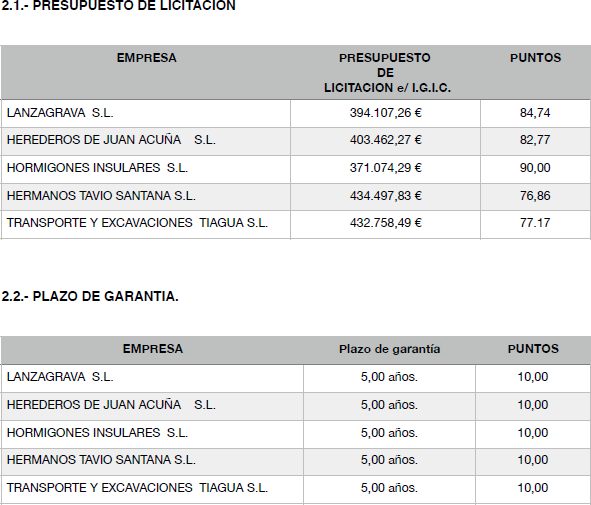 2.1.- PRESUPUESTO DE LICITACION
EMPRESA PRESUPUESTO DE LICITACION e/ I.G.I.C. PUNTOS
LANZAGRAVA S.L. 394.107,26 € 84,74
HEREDEROS DE JUAN ACUÑA S.L. 403.462,27 € 82,77
HORMIGONES INSULARES S.L. 371.074,29 € 90,00
HERMANOS TAVIO SANTANA S.L. 434.497,83 € 76,86
TRANSPORTE Y EXCAVACIONES TIAGUA S.L. 432.758,49 € 77.17
2.2.- PLAZO DE GARANTIA.
EMPRESA Plazo de garantía PUNTOS
LANZAGRAVA S.L. 5,00 años. 10,00
HEREDEROS DE JUAN ACUÑA S.L. 5,00 años. 10,00
HORMIGONES INSULARES S.L. 5,00 años. 10,00
HERMANOS TAVIO SANTANA S.L. 5,00 años. 10,00
TRANSPORTE Y EXCAVACIONES TIAGUA S.L. 5,00 años. 10,00